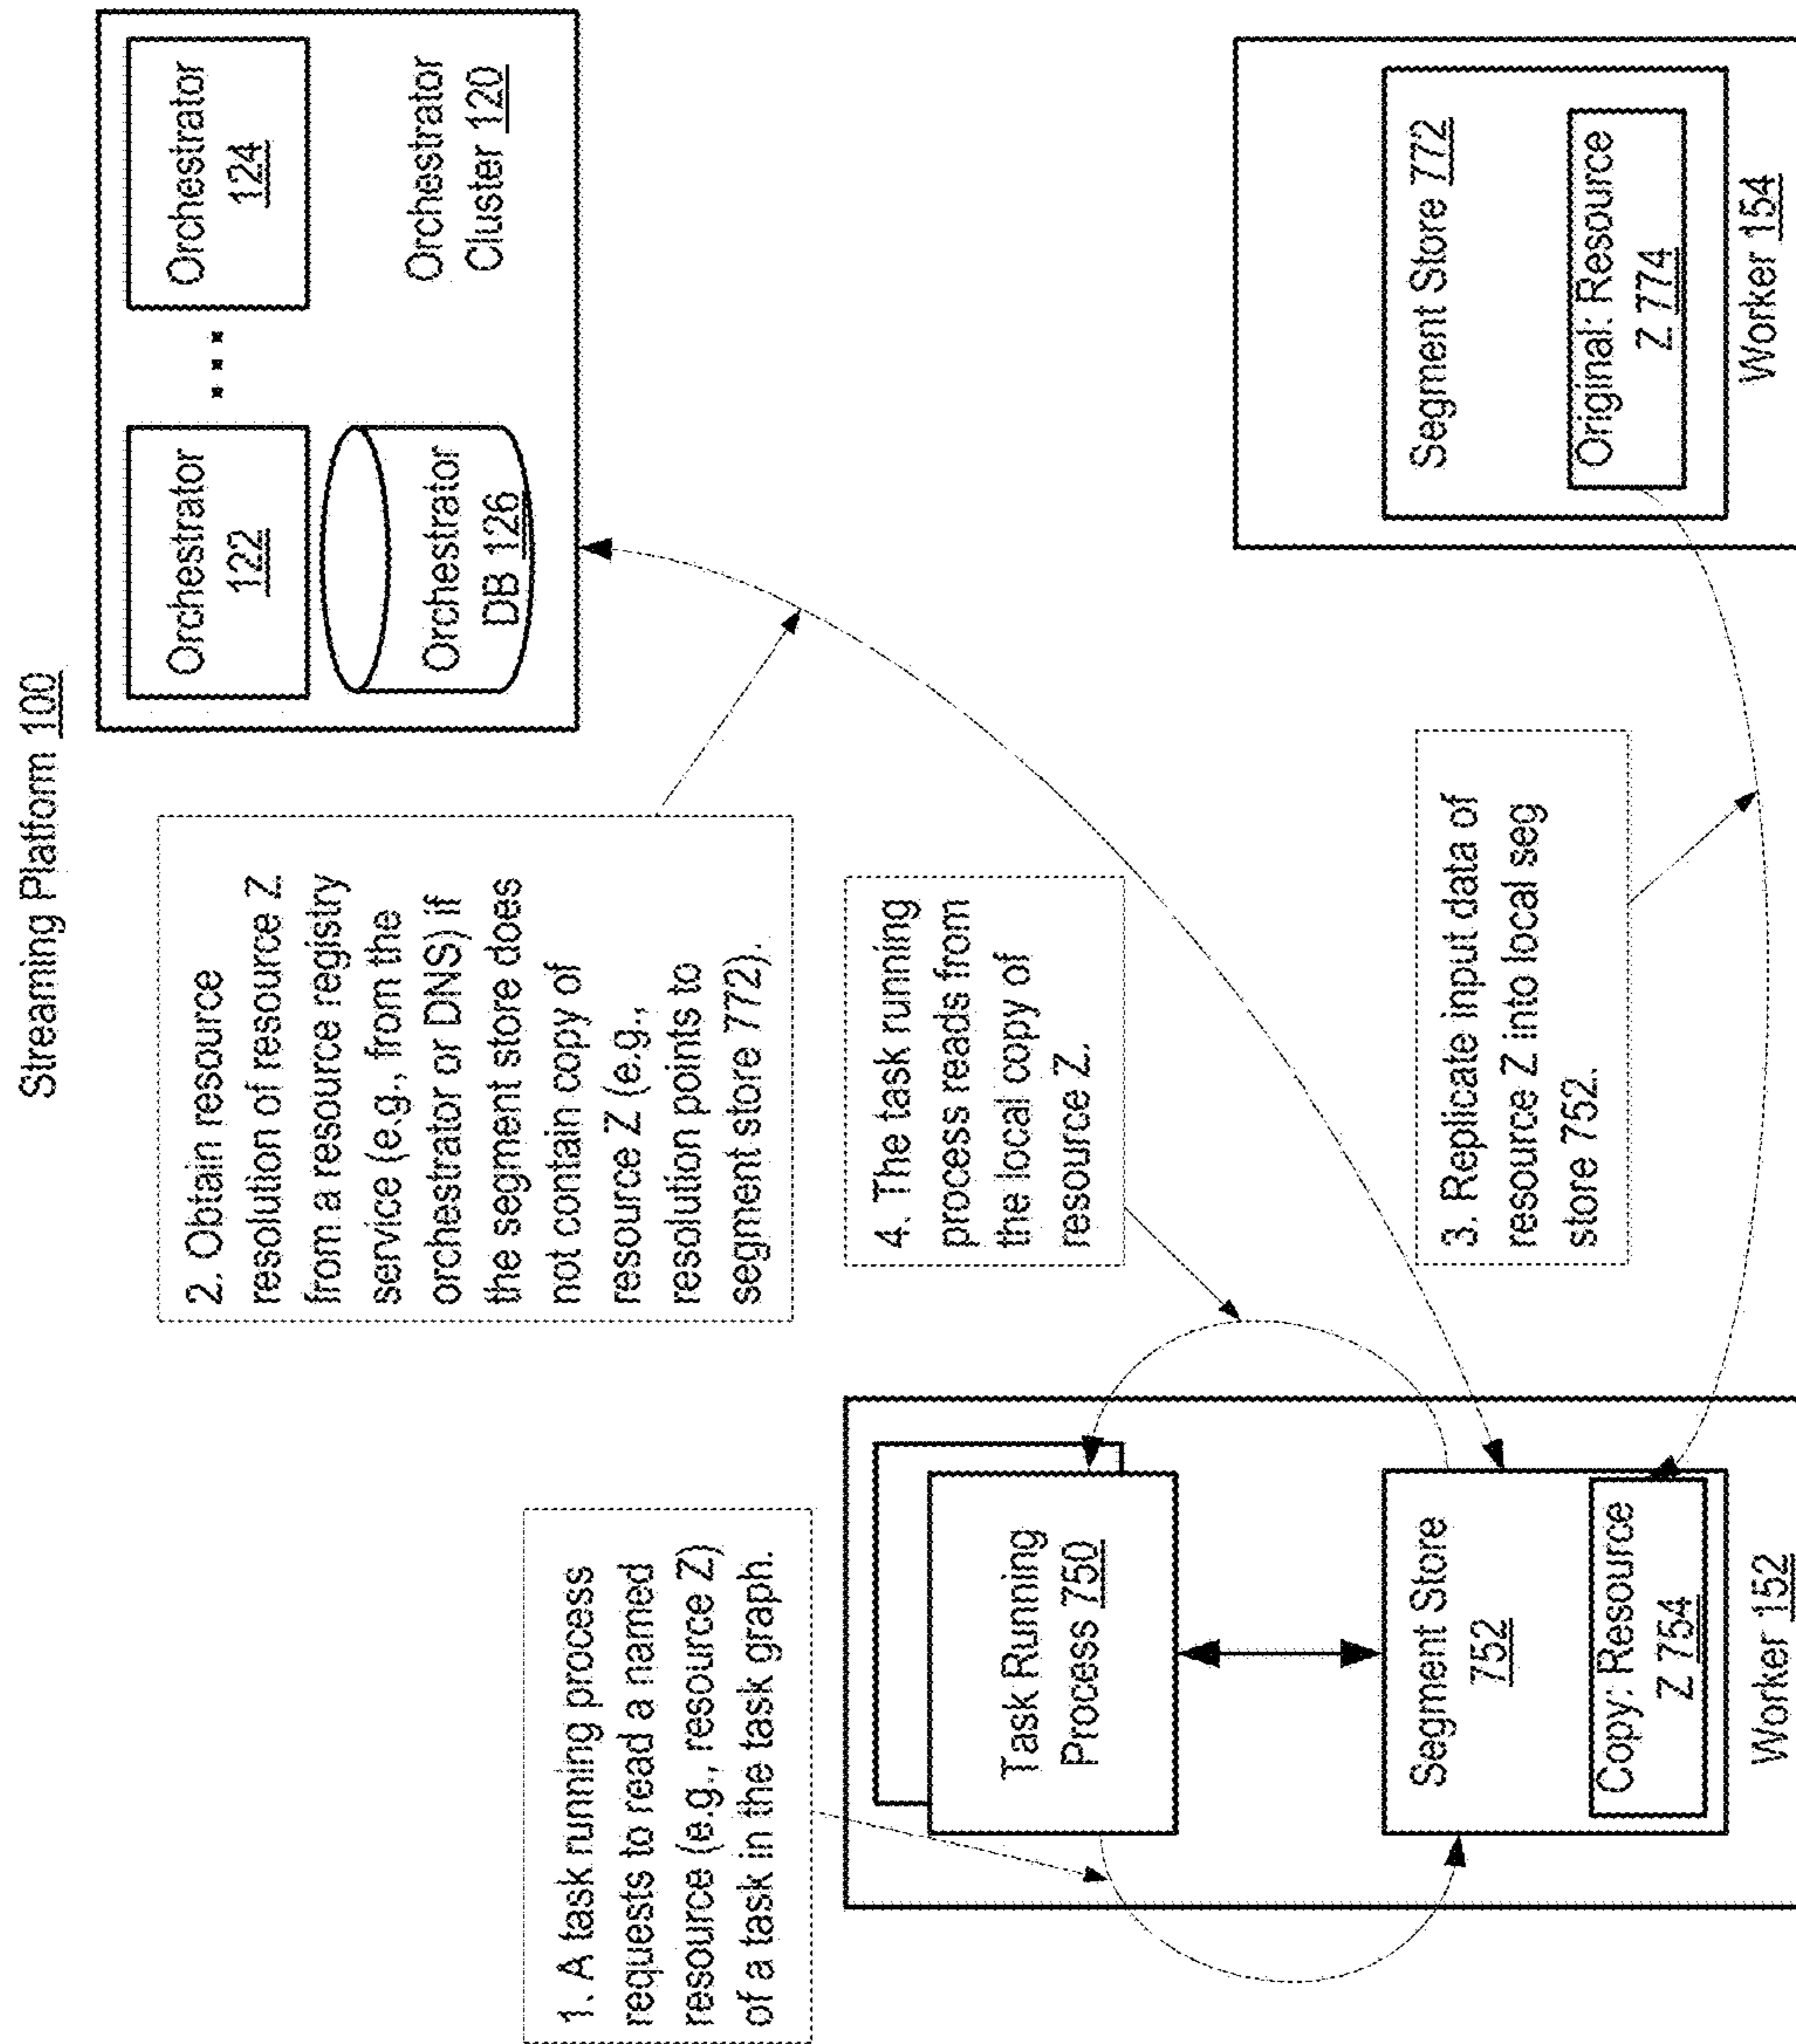 Streaming Platform 100
Orchestrator
122
Orchestrator
124
Orchestrator
DB 126
Orchestrator
Cluster 120
2. Obtain resource
resolution of resource Z
from a resource registry
service (e.g., from the
orchestrator or DNS) if
the segment store does
not contain copy of
resource Z (e.g.,
resolution points to
segment store 772).
1. A task running process
requests to read a named
resource (e.g., resource Z)
of a task in the task graph.
4. The task running
process reads from
the local copy of
resource Z.
Task Running
Process 750
Segment Store
752
Copy: Resource
Z 754
Worker 152
3. Replicate input data of
resource Z into local seg
store 752.
Segment Store 772
Original: Resource
Z 774
Worker 154